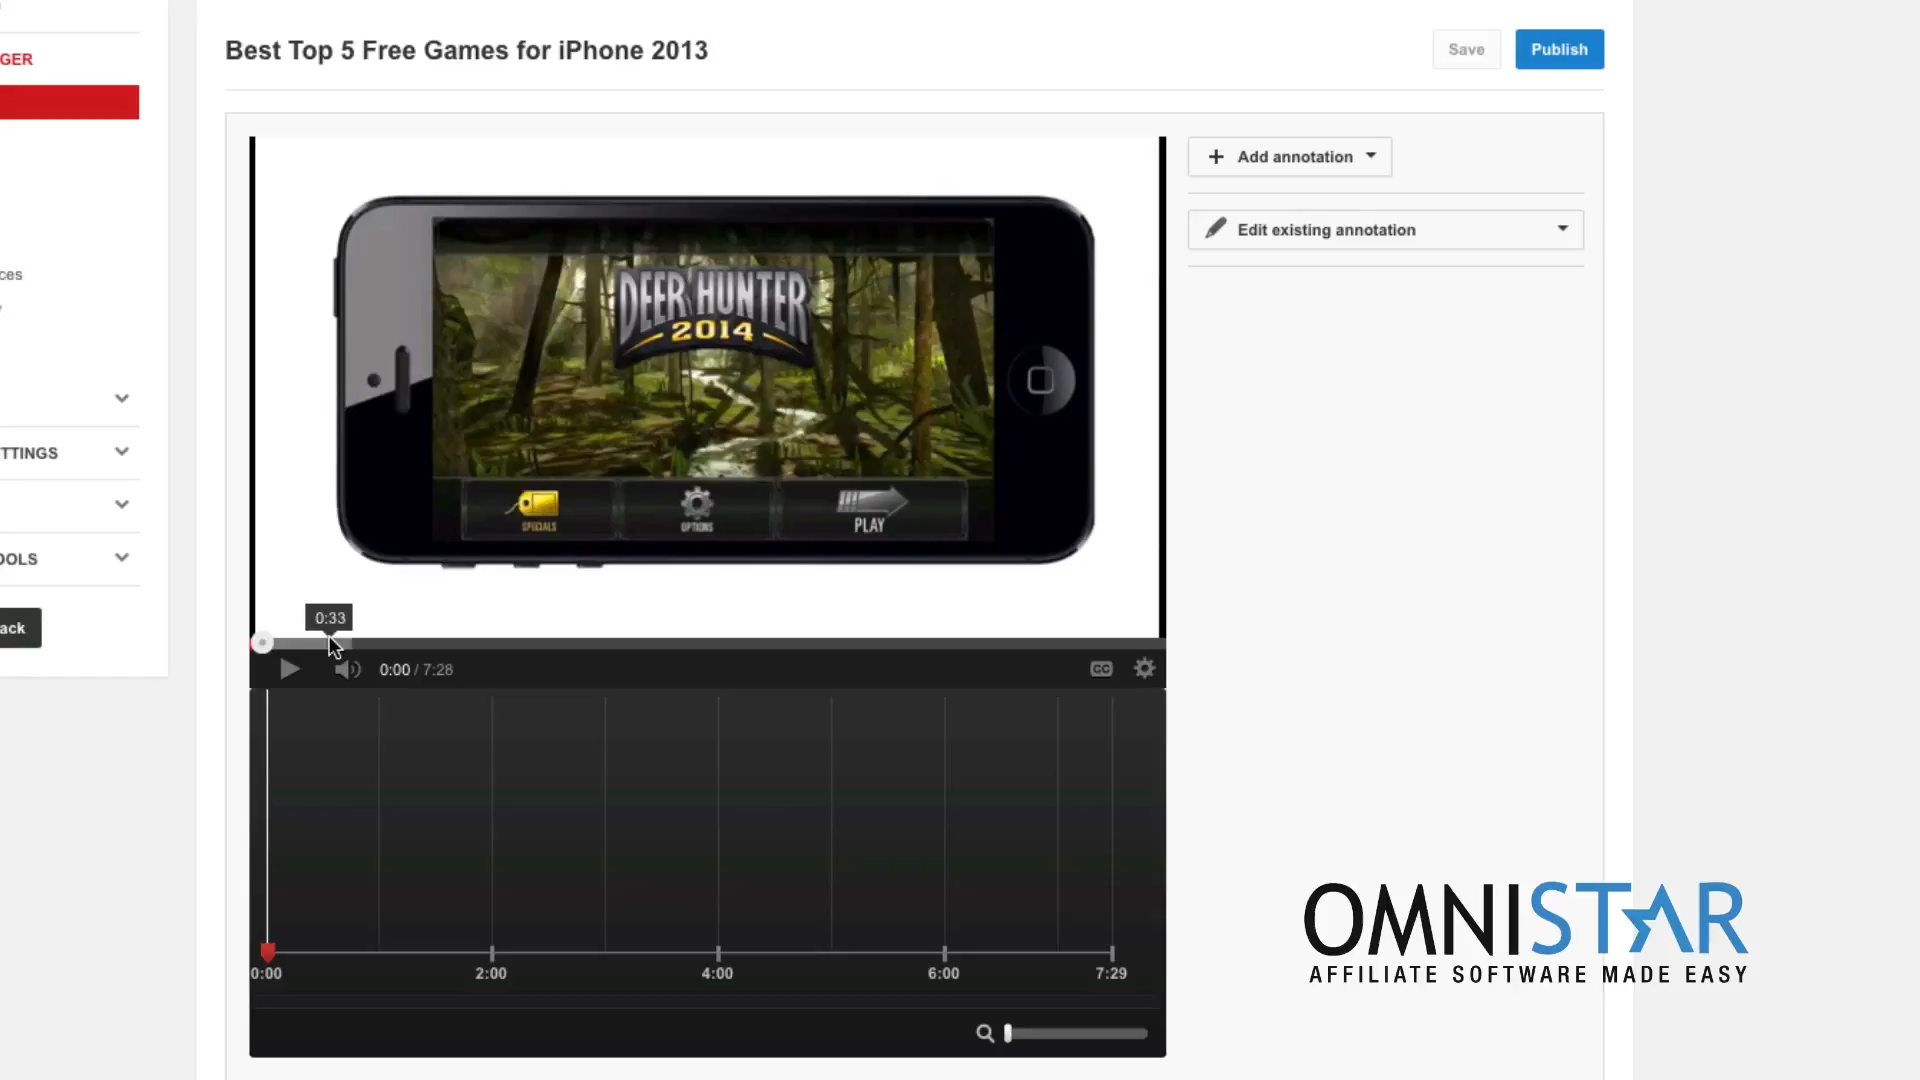 GER
ces
TTINGS
OOLS
ack
Best Top 5 Free Games for iPhone 2013
Save
Publish
DEER HUNTER
2014
SPECIALS
OPTIONS
PLAY
0:33
0:00 / 7:28
CC
0:00
2:00
4:00
6:00
7:29
+ Add annotation
Edit existing annotation
OMNISTAR
AFFILIATE SOFTWARE MADE EASY